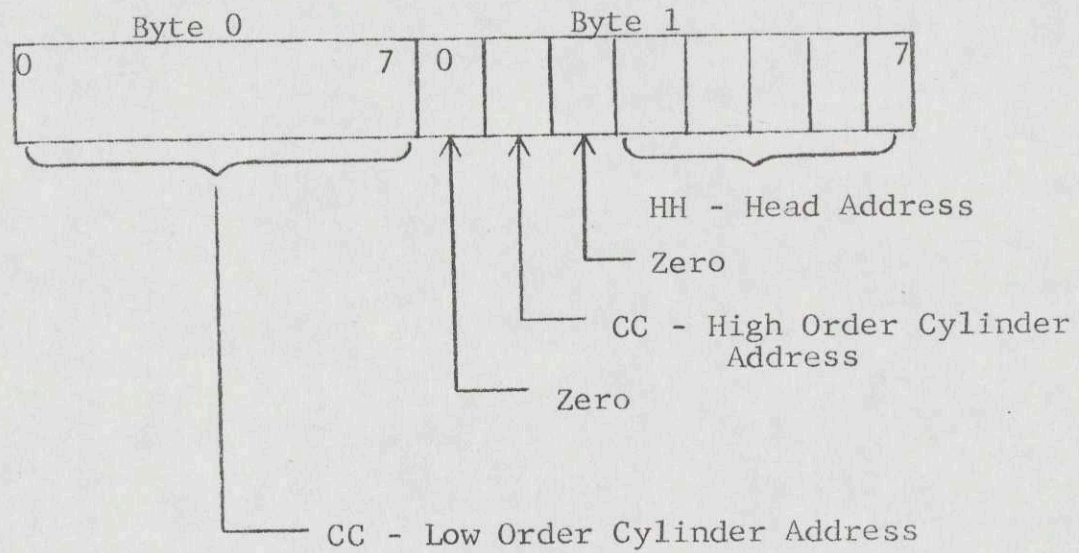 Byte 0 Byte 1
0 7 0 7
HH - Head Address
Zero
CC - High Order Cylinder
Address
Zero
CC - Low Order Cylinder Address